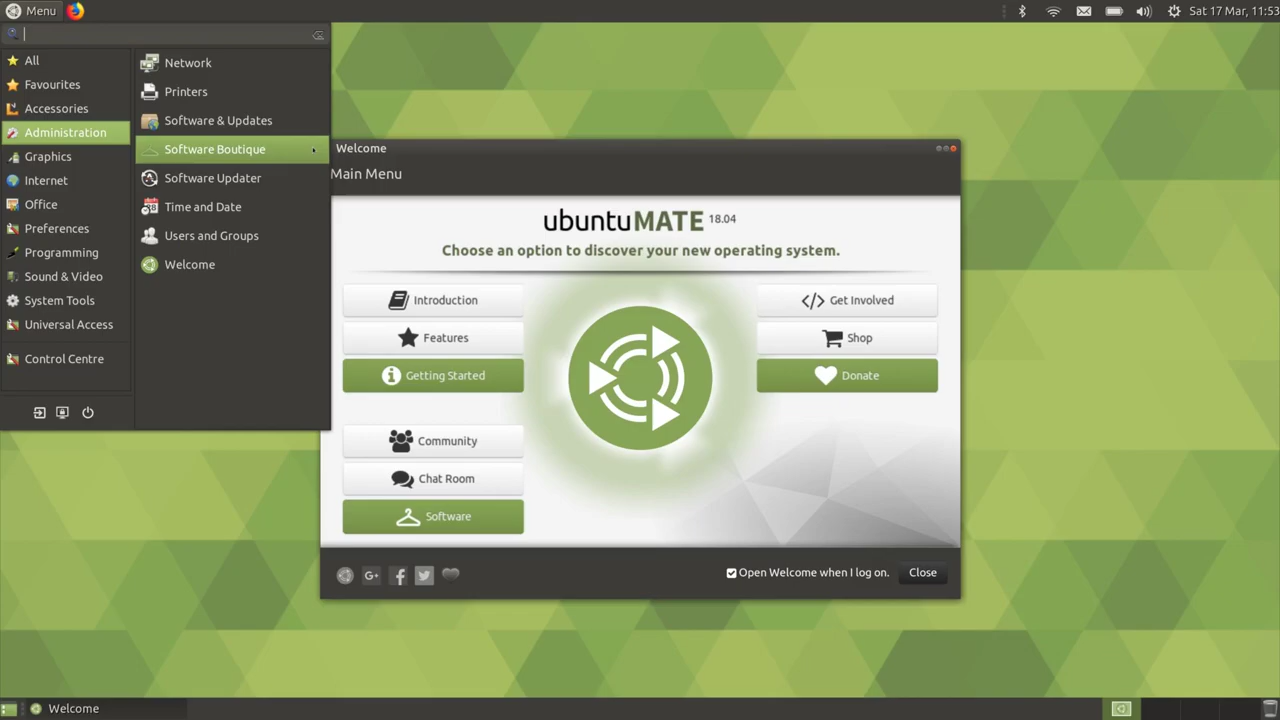 Menu
Sat 17 Mar, 11:53
All
Favourites
Accessories
Administration
Graphics
Internet
Office
Preferences
Programming
Sound & Video
System Tools
Universal Access
Control Centre
Network
Printers
Software & Updates
Software Boutique
Software Updater
Time and Date
Users and Groups
Welcome
Welcome
Main Menu
ubuntuMATE 18.04
Choose an option to discover your new operating system.
Introduction
Features
Getting Started
Community
Chat Room
Software
Get Involved
Shop
Donate
G+
Open Welcome when I log on.
Close
Welcome